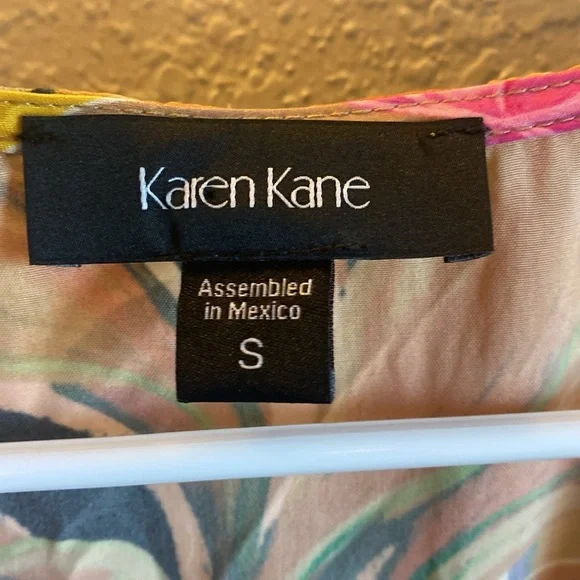 Karen Kane
Assembled
in Mexico
S